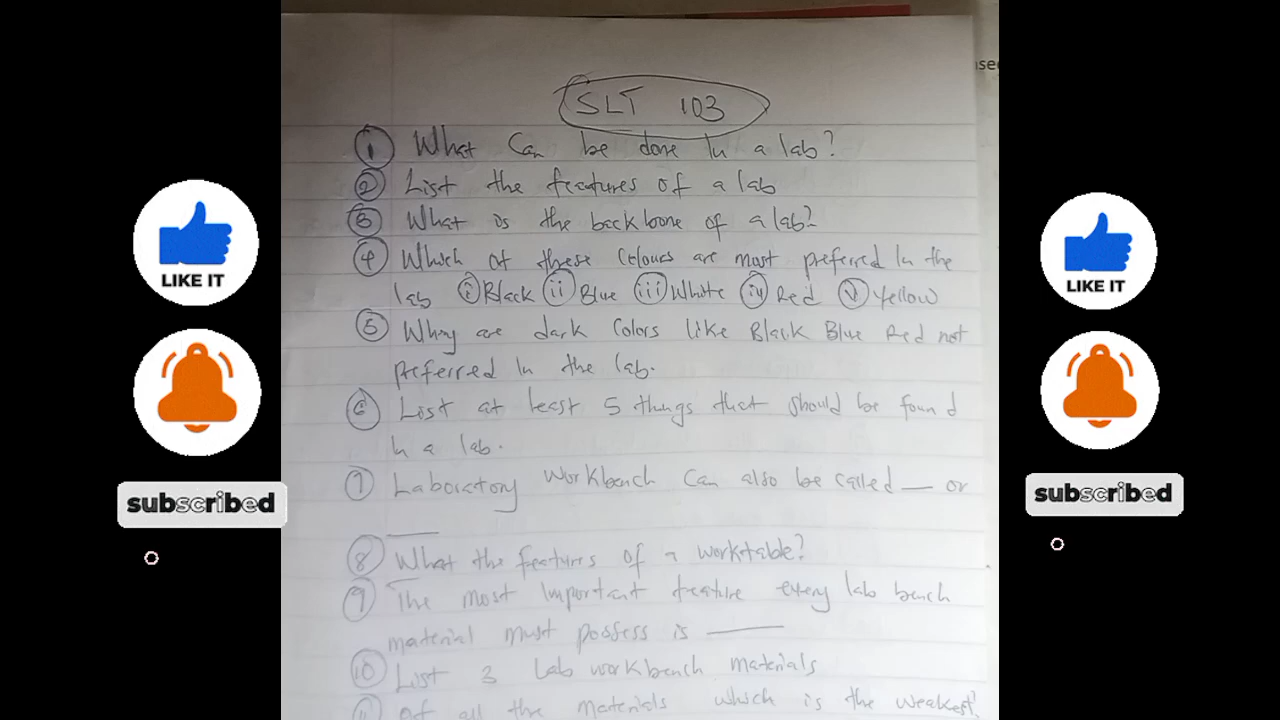 SLT 103
① What Can be done In a lab?
② List the features of a lab
③ What is the backbone of a lab?
④ Which of these Colours are most preferred In the
lab ⓘ Black ⓘⓘ Blue ⓘⓘⓘ White ⓘⓥ Red ⓥ Yellow
⑤ Whay are dark Colors like Black Blue Red not
preferred In the lab.
⑥ List at least 5 things that should be found
In a lab.
⑦ Laboratory Workbench Can also be called __ or
__
⑧ What the features of a worktable?
⑨ The most Important feature every lab bench
material must possess is __
⑩ List 3 Lab workbench materials
⑪ Of all the materials which is the weakest?
LIKE IT
subscribed
LIKE IT
subscribed